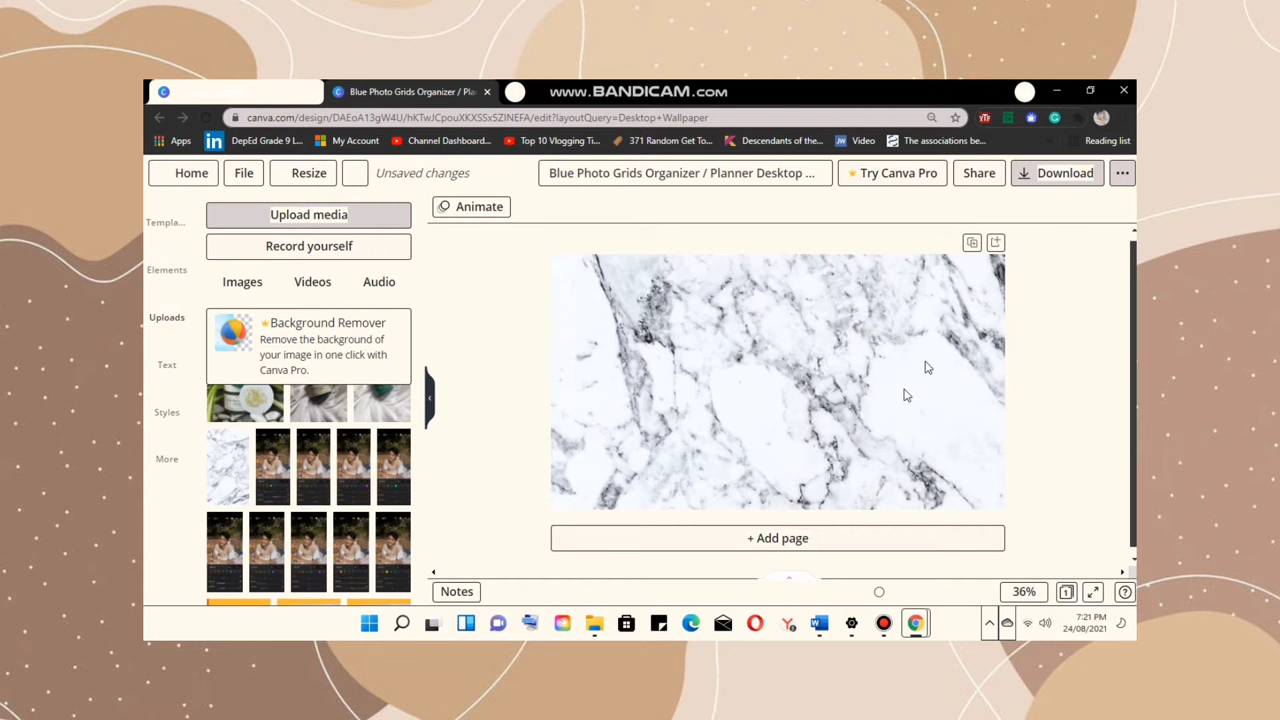 Blue Photo Grids Organizer / Pla
www.BANDICAM.com
canva.com/design/DAEoA13gW4U/hKTwJCpouXKXSSx5ZINEFA/edit?layoutQuery=Desktop+Wallpaper
Apps
DepEd Grade 9 L...
My Account
Channel Dashboard...
Top 10 Vlogging Ti...
371 Random Get To...
Descendants of the...
Video
The associations be...
Reading list
Home
File
Resize
Unsaved changes
Blue Photo Grids Organizer / Planner Desktop ...
Try Canva Pro
Share
Download
Templa...
Upload media
Animate
Record yourself
Elements
Images
Videos
Audio
Uploads
Background Remover
Remove the background of
your image in one click with
Canva Pro.
Text
Styles
More
+ Add page
Notes
36%
1
7:21 PM
24/08/2021